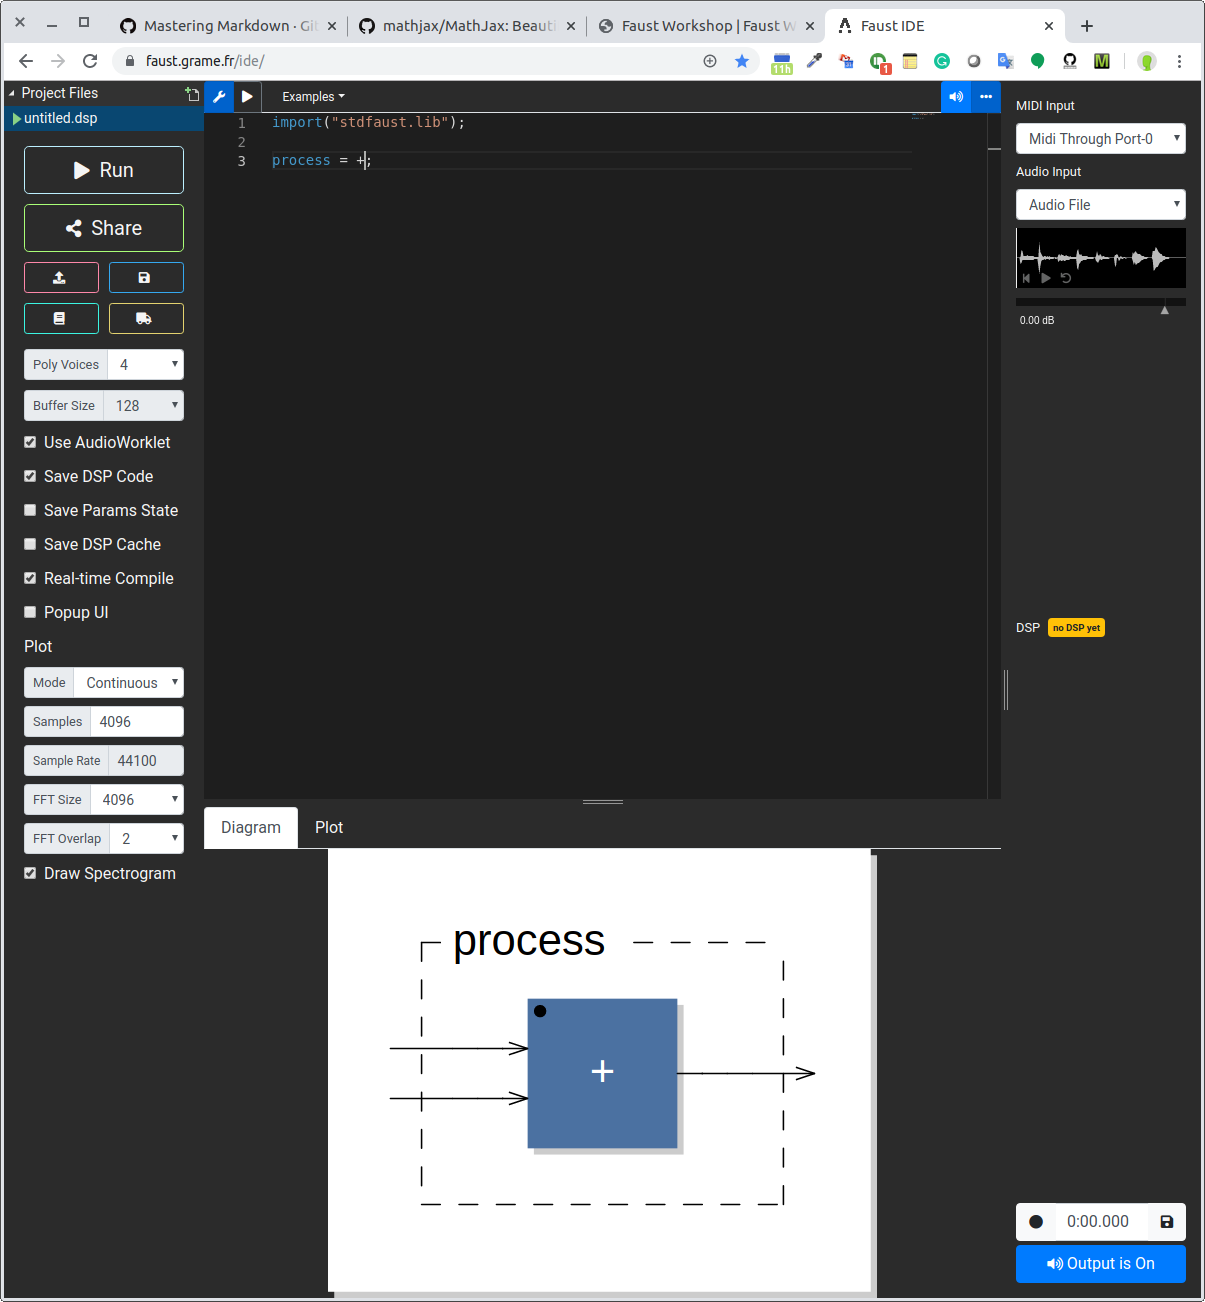 Mastering Markdown · Git
mathjax/MathJax: Beauti
Faust Workshop | Faust W
Faust IDE
faust.grame.fr/ide/
11h
1
Project Files
untitled.dsp
Run
Share
Poly Voices 4
Buffer Size 128
Use AudioWorklet
Save DSP Code
Save Params State
Save DSP Cache
Real-time Compile
Popup UI
Plot
Mode Continuous
Samples 4096
Sample Rate 44100
FFT Size 4096
FFT Overlap 2
Draw Spectrogram
Examples
1 import("stdfaust.lib");
2
3 process = +;
Diagram Plot
process
+
MIDI Input
Midi Through Port-0
Audio Input
Audio File
0.00 dB
DSP no DSP yet
0:00.000
Output is On